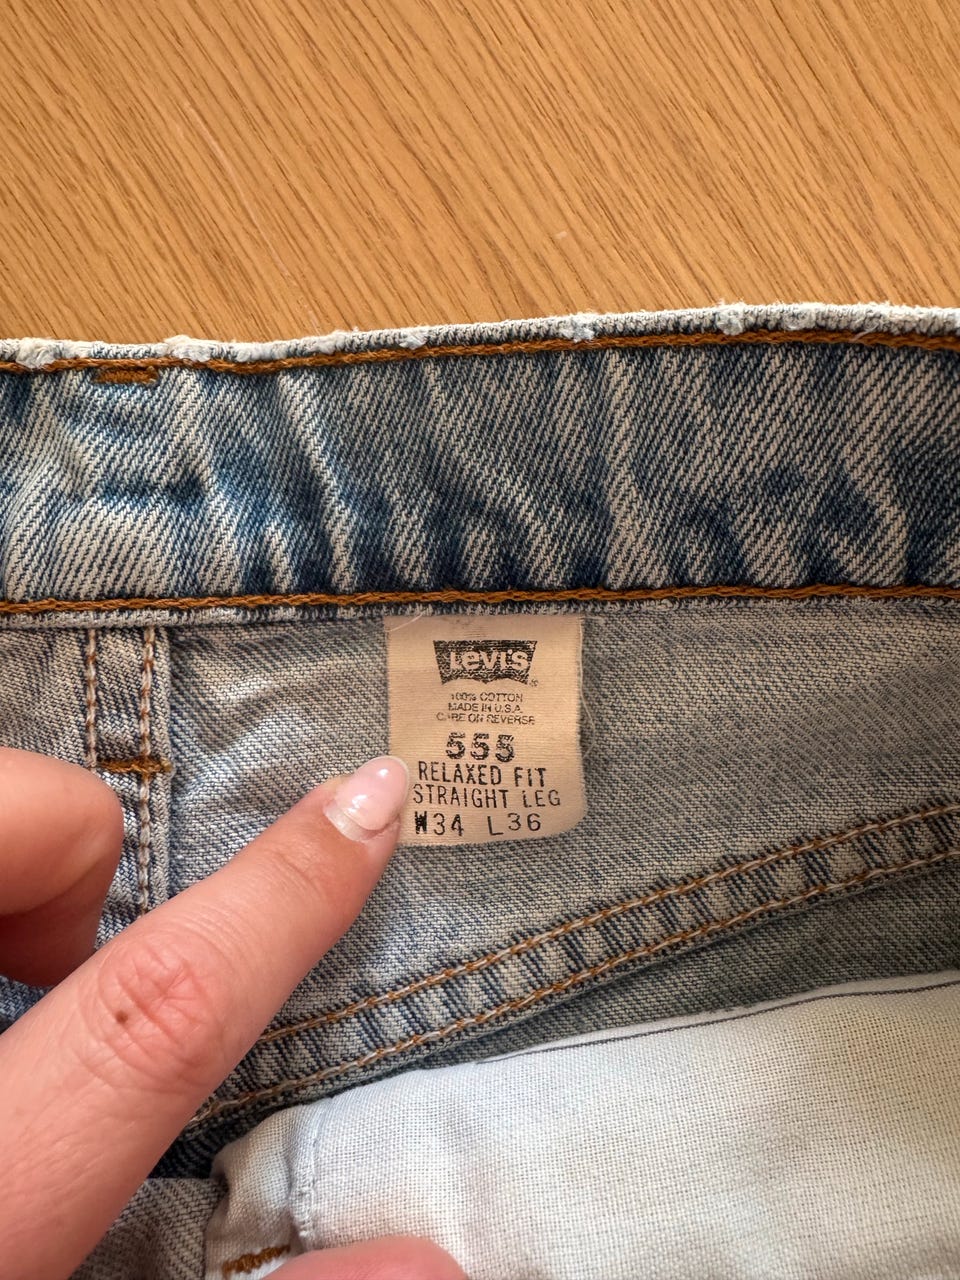 Levi's
®
100% COTTON
MADE IN U.S.A.
CARE ON REVERSE
555
RELAXED FIT
STRAIGHT LEG
W34 L36